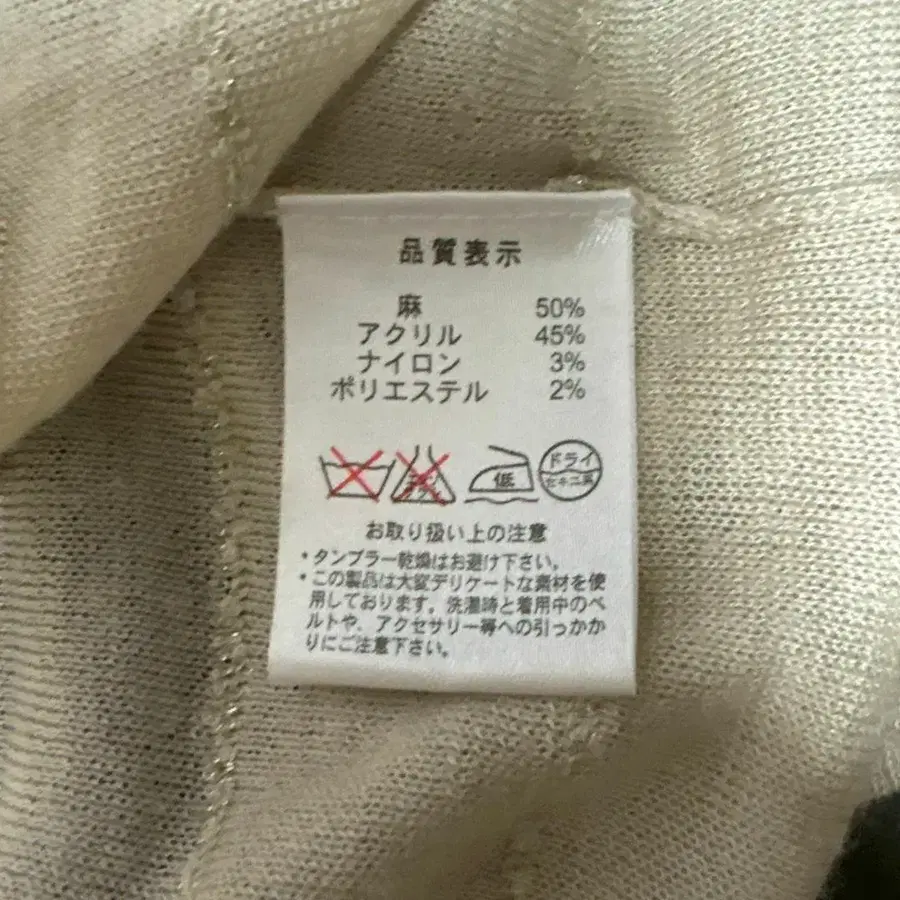 品質表示
麻 50%
アクリル 45%
ナイロン 3%
ポリエステル 2%
低
ドライ
セキユ系
お取り扱い上の注意
・タンブラー乾燥はお避け下さい。
・この製品は大変デリケートな素材を使
用しております。洗濯時と着用中のベ
ルトや、アクセサリー等への引っかか
りにご注意下さい。